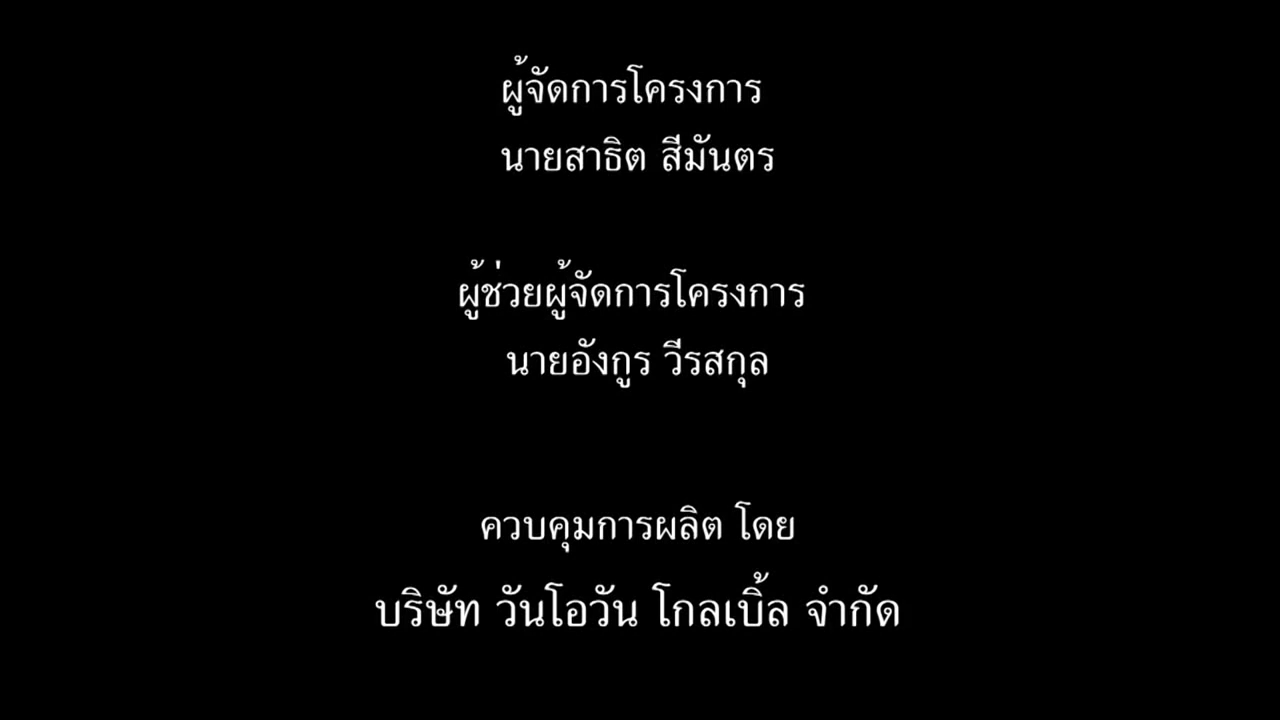 ผู้จัดการโครงการ
นายสาธิต สีมันตร
ผู้ช่วยผู้จัดการโครงการ
นายอังกูร วีรสกุล
ควบคุมการผลิต โดย
บริษัท วันโอวัน โกลเบิ้ล จำกัด